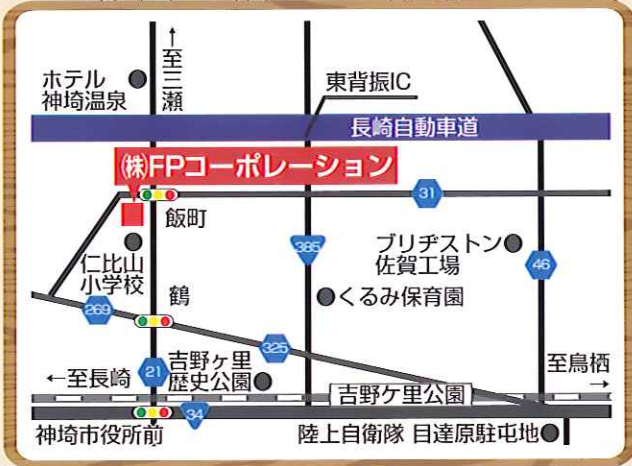 ↑至三瀬
ホテル
神埼温泉
東背振IC
長崎自動車道
(株)FPコーポレーション
31
飯町
仁比山
小学校
385
ブリヂストン
佐賀工場
46
269
鶴
くるみ保育園
325
21
吉野ヶ里
歴史公園
←至長崎
至鳥栖
→
吉野ケ里公園
34
神埼市役所前
陸上自衛隊 目達原駐屯地